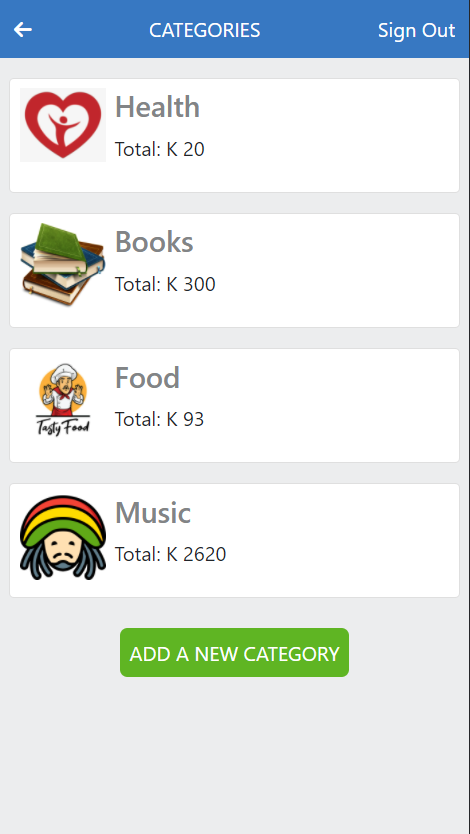 CATEGORIES
Sign Out
Health
Total: K 20
Books
Total: K 300
Food
Total: K 93
Tasty Food
Music
Total: K 2620
ADD A NEW CATEGORY